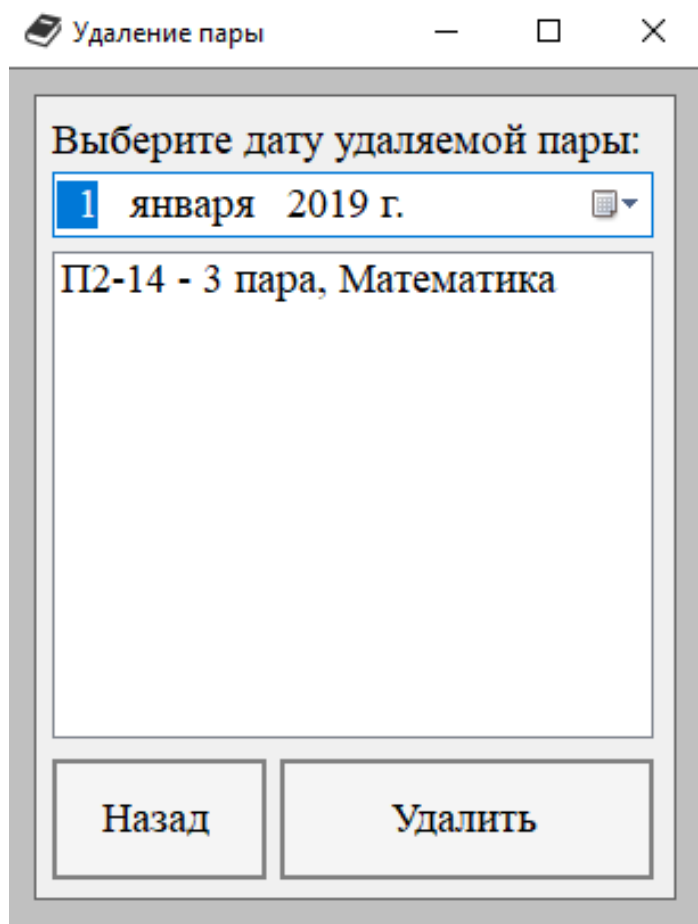 Удаление пары
Выберите дату удаляемой пары:
1 января 2019 г.
П2-14 - 3 пара, Математика
Назад
Удалить